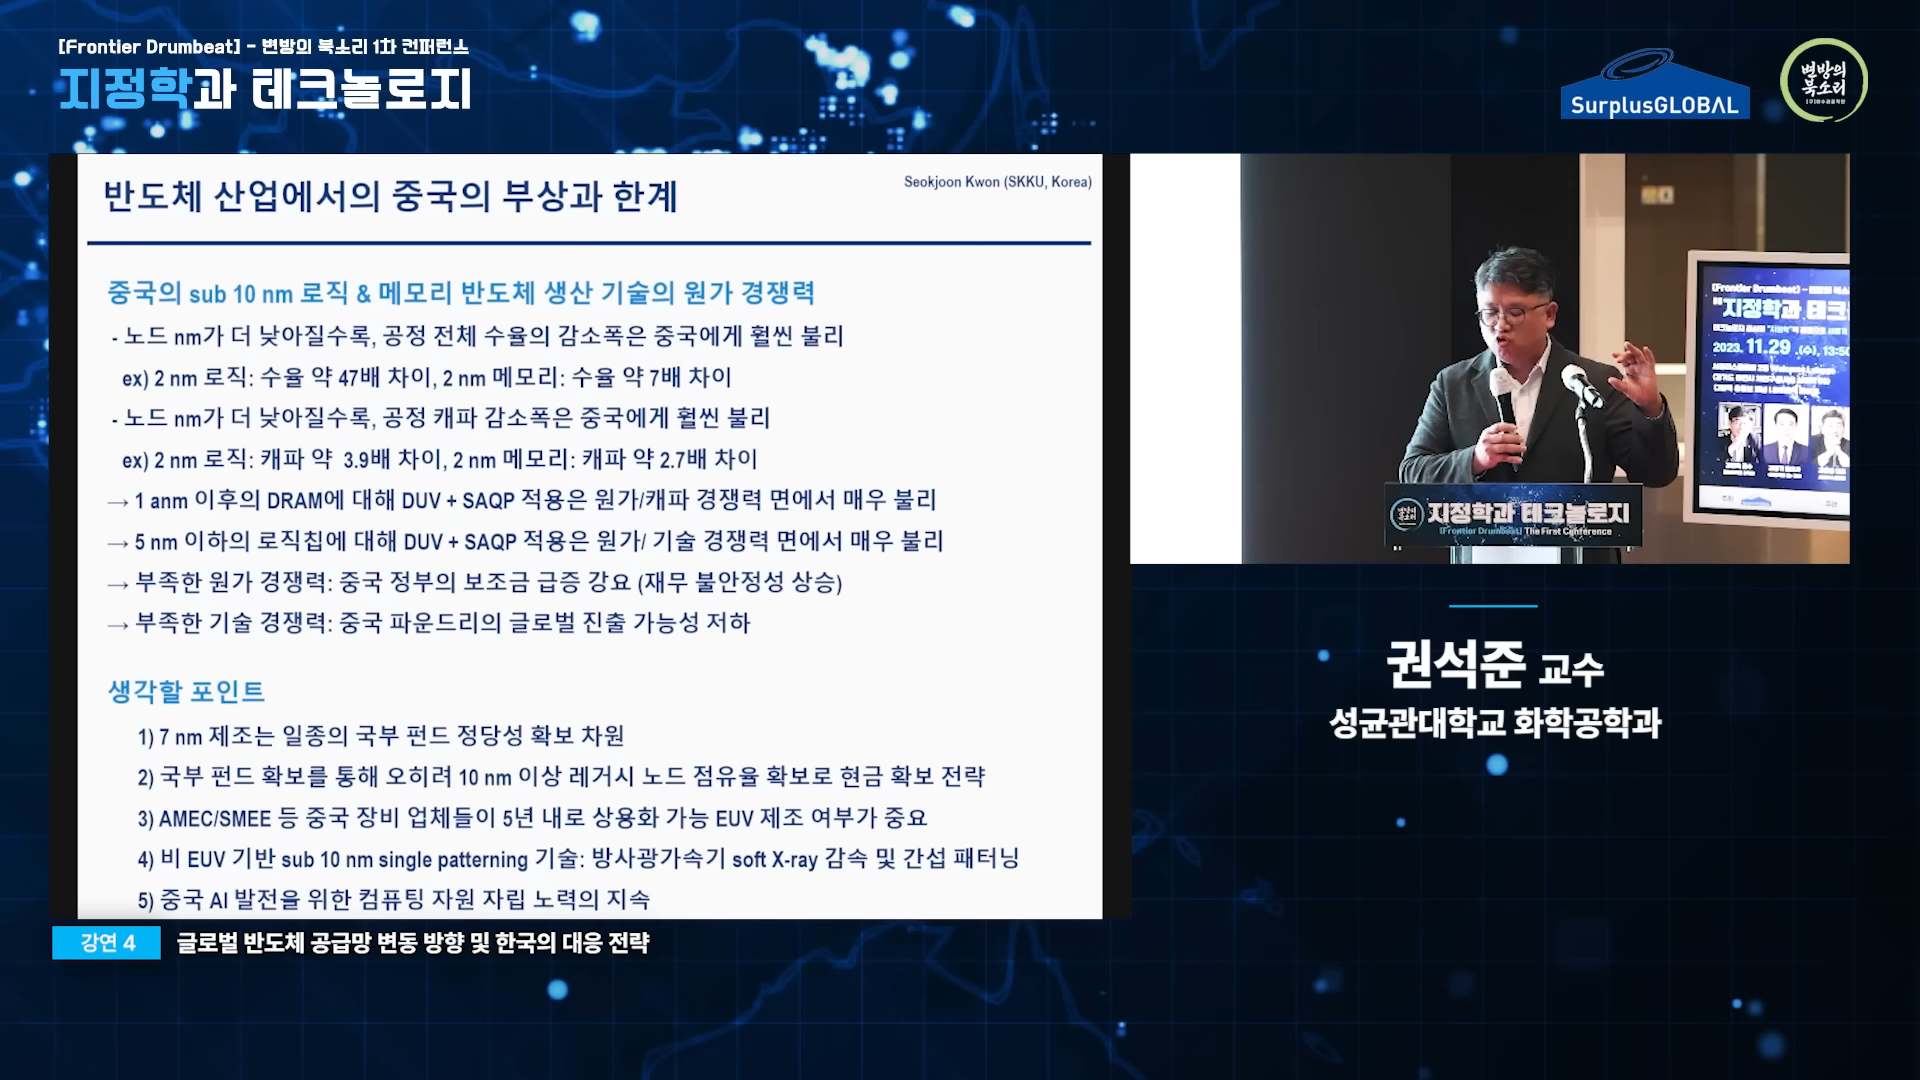 [Frontier Drumbeat] - 변방의 북소리 1차 컨퍼런스
지정학과 테크놀로지
SurplusGLOBAL
변방의
북소리
반도체 산업에서의 중국의 부상과 한계
Seokjoon Kwon (SKKU, Korea)
중국의 sub 10 nm 로직 & 메모리 반도체 생산 기술의 원가 경쟁력
- 노드 nm가 더 낮아질수록, 공정 전체 수율의 감소폭은 중국에게 훨씬 불리
ex) 2 nm 로직: 수율 약 47배 차이, 2 nm 메모리: 수율 약 7배 차이
- 노드 nm가 더 낮아질수록, 공정 캐파 감소폭은 중국에게 훨씬 불리
ex) 2 nm 로직: 캐파 약 3.9배 차이, 2 nm 메모리: 캐파 약 2.7배 차이
→ 1 anm 이후의 DRAM에 대해 DUV + SAQP 적용은 원가/캐파 경쟁력 면에서 매우 불리
→ 5 nm 이하의 로직칩에 대해 DUV + SAQP 적용은 원가/ 기술 경쟁력 면에서 매우 불리
→ 부족한 원가 경쟁력: 중국 정부의 보조금 급증 강요 (재무 불안정성 상승)
→ 부족한 기술 경쟁력: 중국 파운드리의 글로벌 진출 가능성 저하
생각할 포인트
1) 7 nm 제조는 일종의 국부 펀드 정당성 확보 차원
2) 국부 펀드 확보를 통해 오히려 10 nm 이상 레거시 노드 점유율 확보로 현금 확보 전략
3) AMEC/SMEE 등 중국 장비 업체들이 5년 내로 상용화 가능 EUV 제조 여부가 중요
4) 비 EUV 기반 sub 10 nm single patterning 기술: 방사광가속기 soft X-ray 감속 및 간섭 패터닝
5) 중국 AI 발전을 위한 컴퓨팅 자원 자립 노력의 지속
[Frontier Drumbeat] -
"지정학과 테크
2023. 11.29 .(수), 13:50
변방의
북소리
지정학과 테크놀로지
[Frontier Drumbeat] The First Conference
권석준 교수
성균관대학교 화학공학과
강연 4
글로벌 반도체 공급망 변동 방향 및 한국의 대응 전략